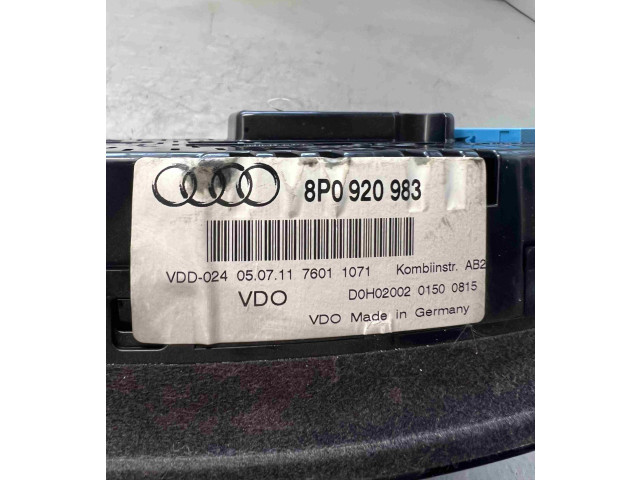 8P0 920 983
VDD-024 05.07.11 7601 1071 Kombiinstr. AB2
VDO D0H02002 0150 0815
VDO Made in Germany